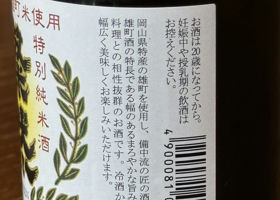 お酒は20歳になってから。
妊娠中や授乳期の飲酒は
お控えください。
町米使用
特別純米酒
岡山県特産の雄町を使用し、備中流の匠の酒
雄町酒の特長である幅のあるまろやかな旨み
料理との相性抜群のお酒です。冷酒か
幅広く美味しくお楽しみいただけます。
4900081